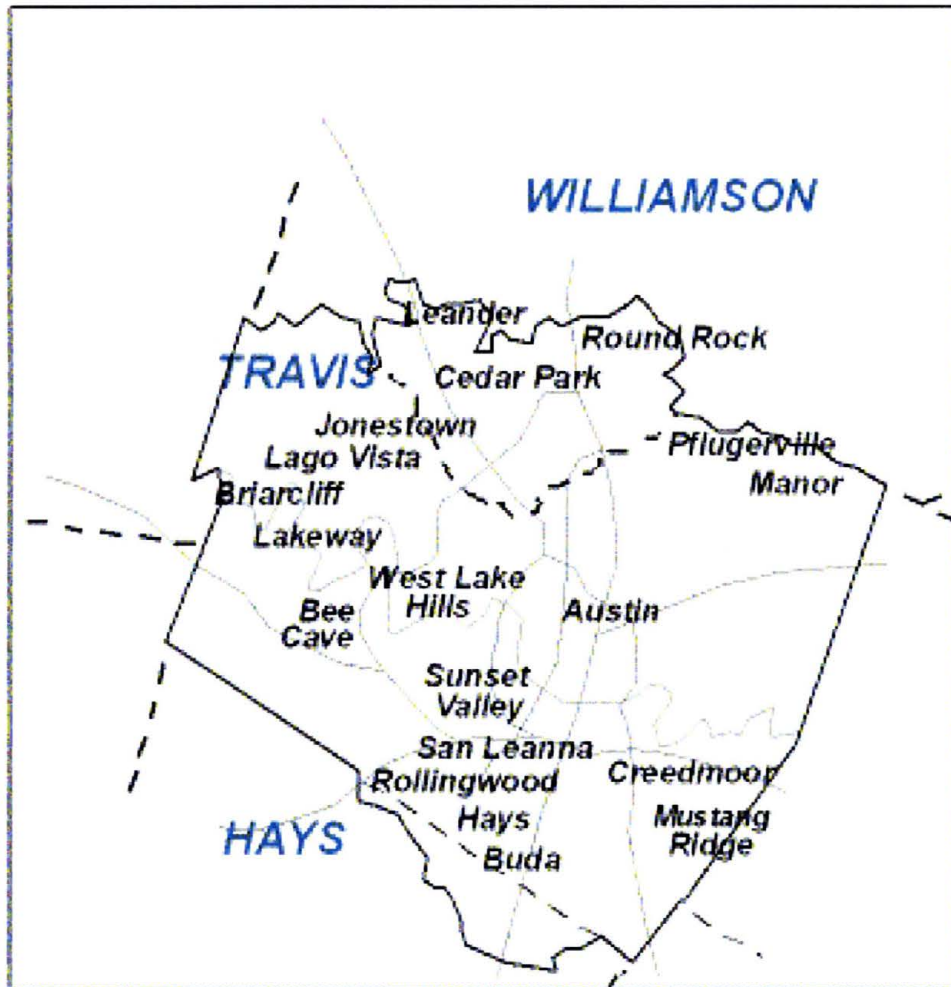 WILLIAMSON
Leander
Round Rock
TRAVIS
Cedar Park
Jonestown
Pflugerville
Lago Vista
Manor
Briarcliff
Lakeway
West Lake
Hills
Bee
Cave
Austin
Sunset
Valley
San Leanna
Rollingwood
Creedmoor
Hays
Mustang
Ridge
HAYS
Buda